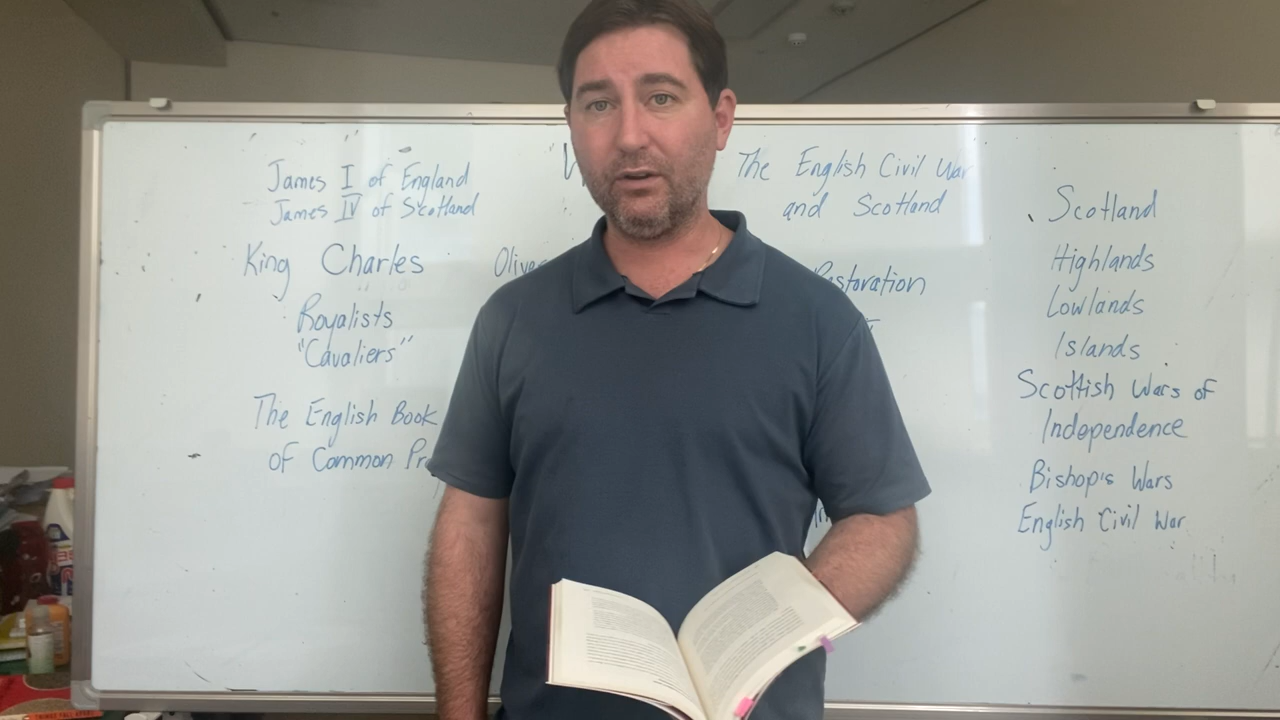 James I of England
James IV of Scotland
King Charles
Royalists
"Cavaliers"
The English Book
of Common
The English Civil War
and Scotland
Restoration
Scotland
Highlands
Lowlands
Islands
Scottish Wars of
Independence
Bishop's Wars
English Civil War